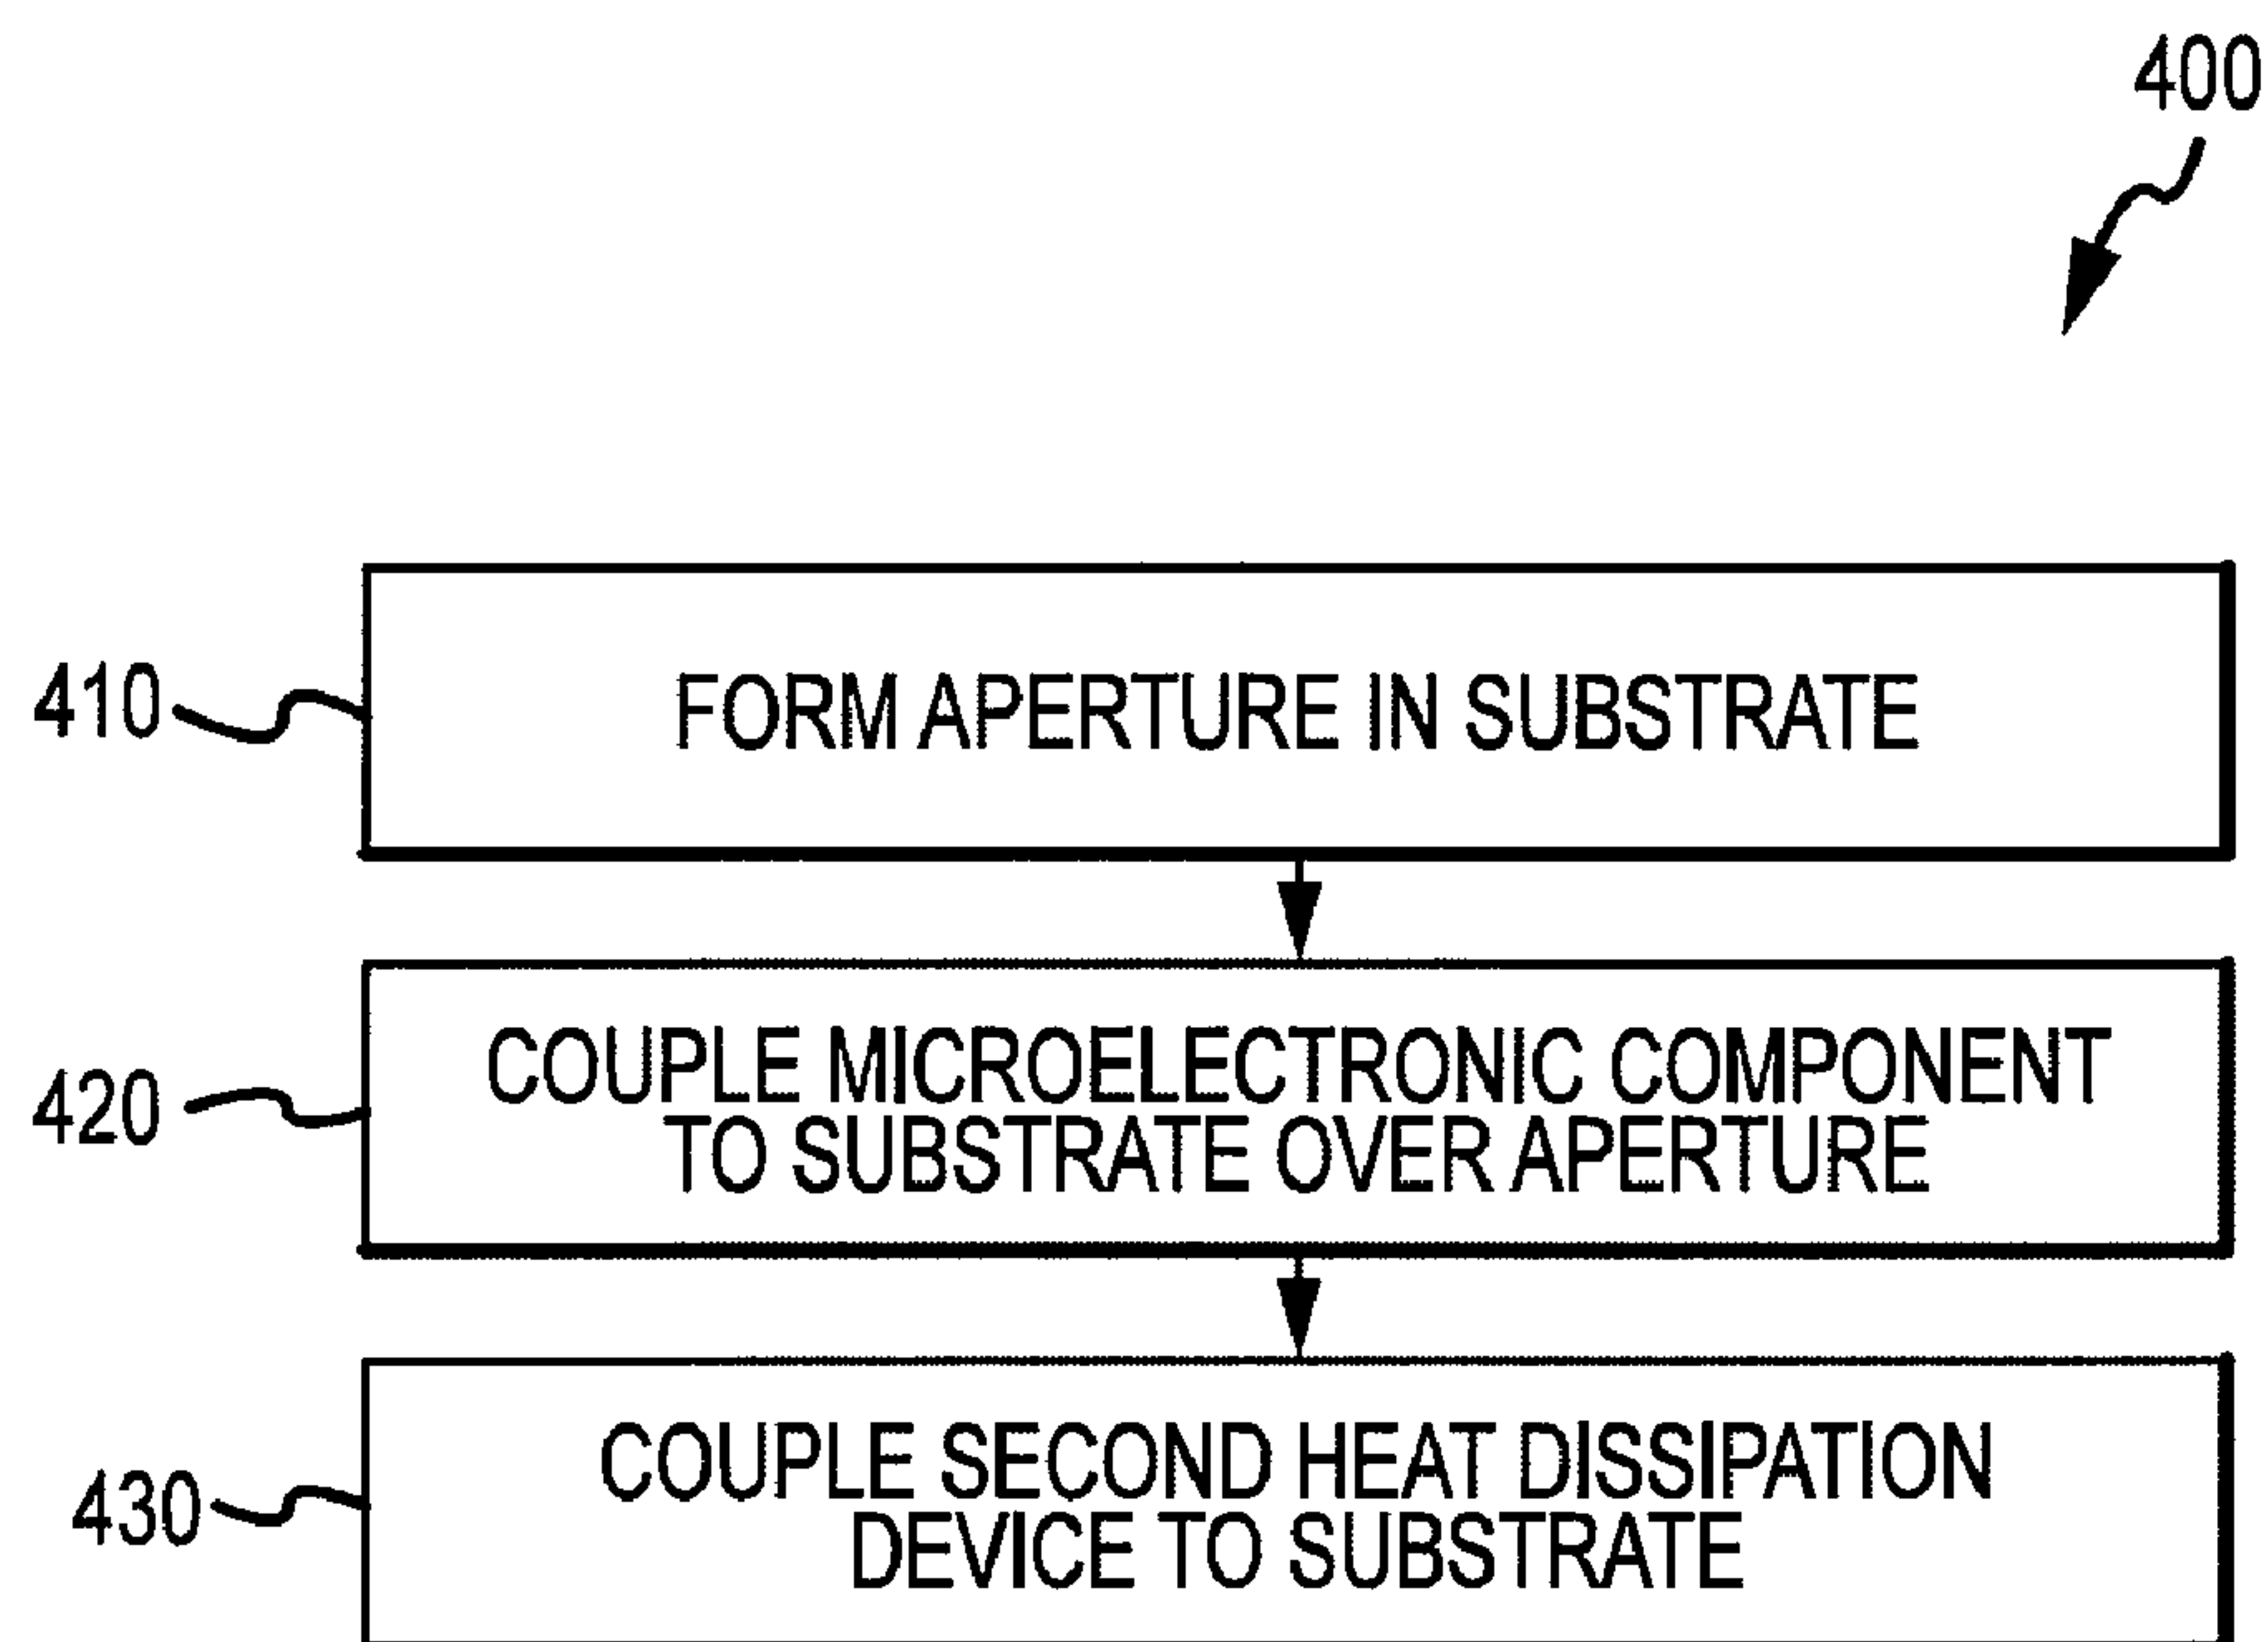 400
410
FORM APERTURE IN SUBSTRATE
420
COUPLE MICROELECTRONIC COMPONENT
TO SUBSTRATE OVER APERTURE
430
COUPLE SECOND HEAT DISSIPATION
DEVICE TO SUBSTRATE